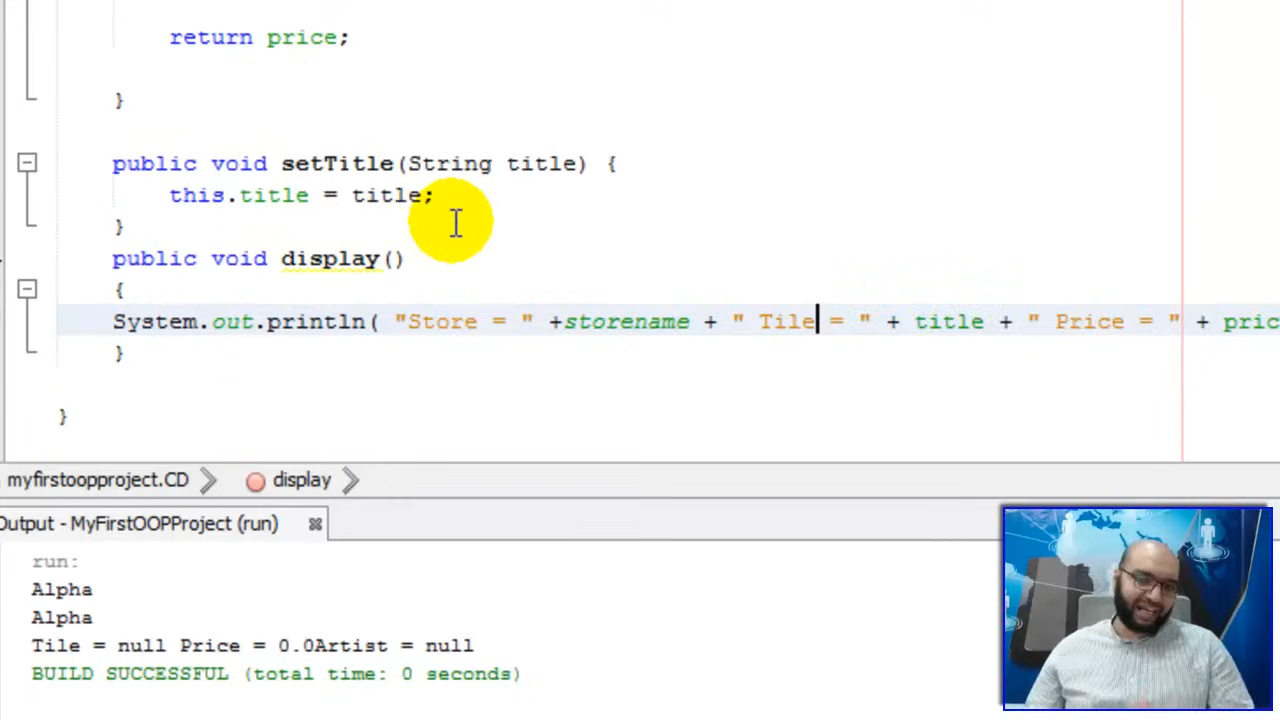 return price;
}
public void setTitle(String title) {
this.title = title;
}
public void display()
{
System.out.println( "Store = " +storename + " Tile = " + title + " Price = " + pric
}
}
myfirstoopproject.CD display
Output - MyFirstOOPProject (run)
run:
Alpha
Alpha
Tile = null Price = 0.0Artist = null
BUILD SUCCESSFUL (total time: 0 seconds)